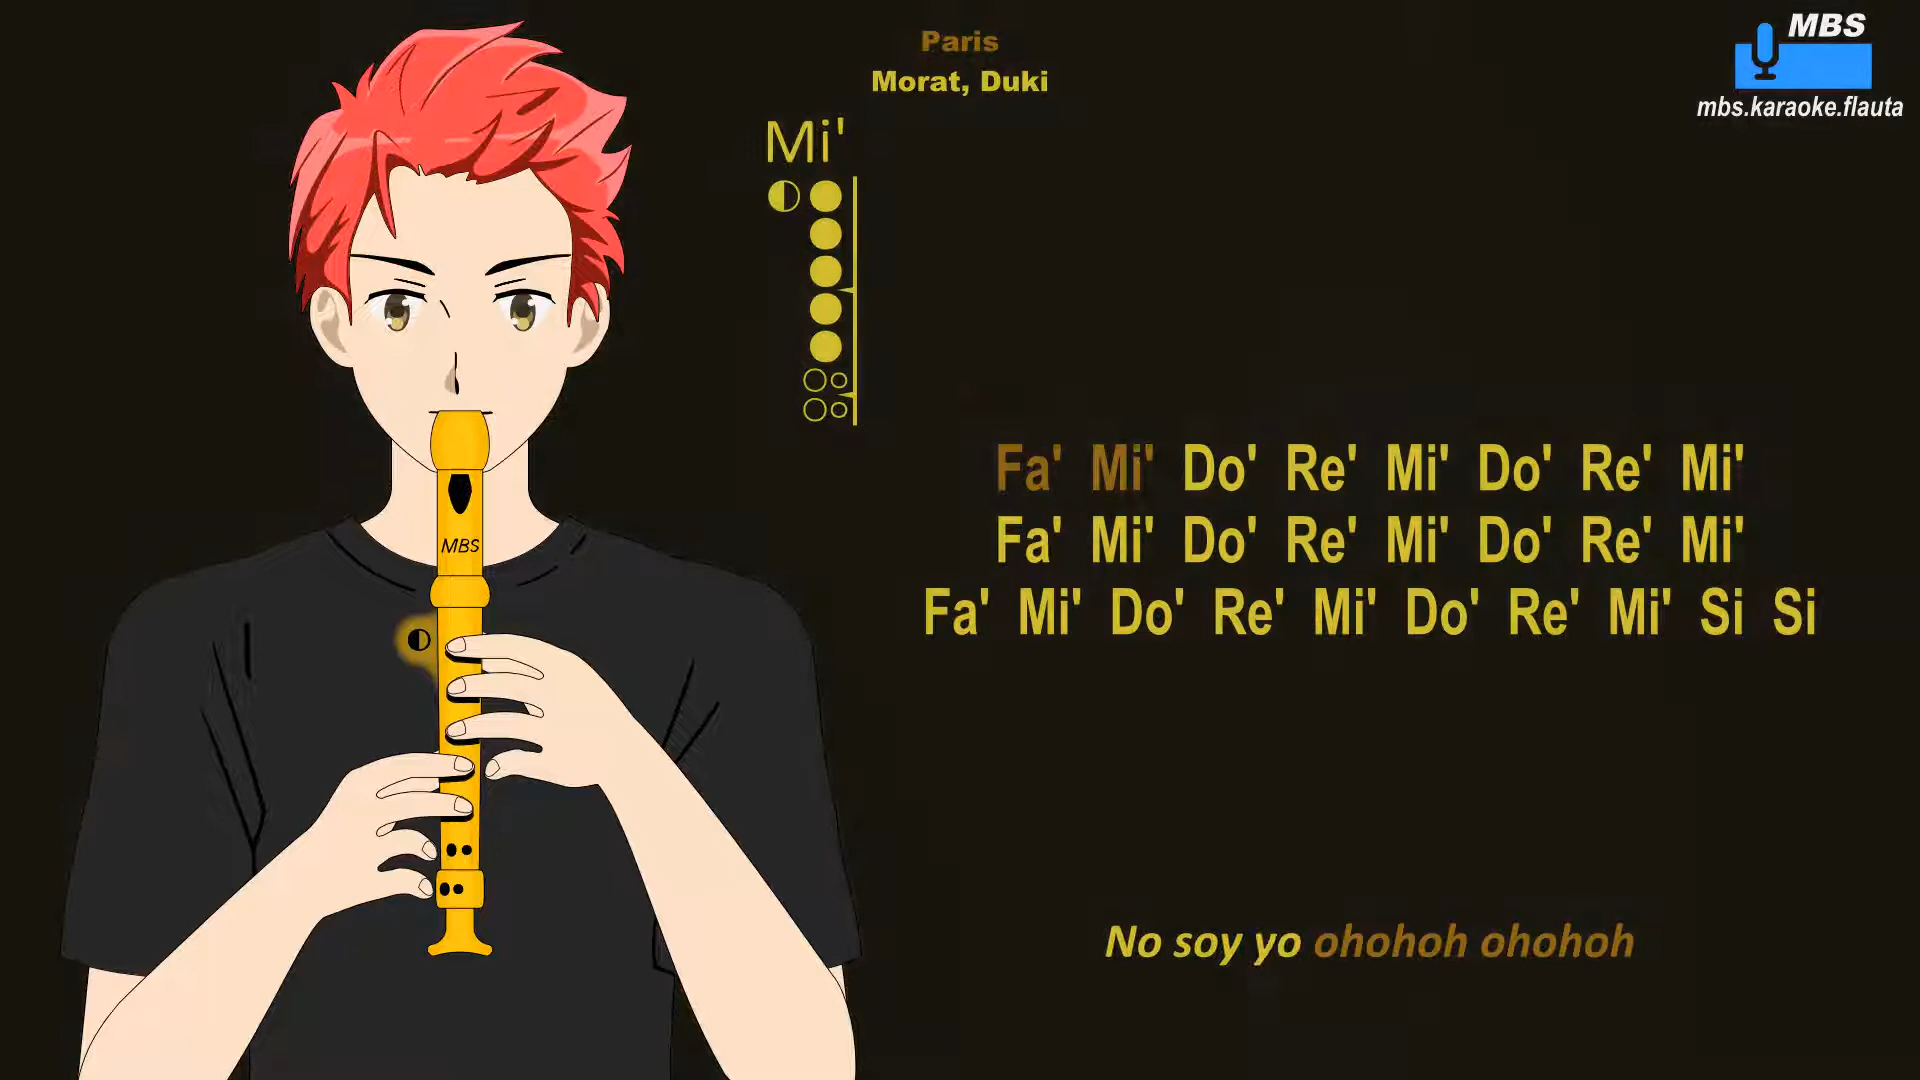 Paris
Morat, Duki
MBS
mbs.karaoke.flauta
Mi'
Fa' Mi' Do' Re' Mi' Do' Re' Mi'
Fa' Mi' Do' Re' Mi' Do' Re' Mi'
Fa' Mi' Do' Re' Mi' Do' Re' Mi' Si Si
MBS
No soy yo ohohoh ohohoh